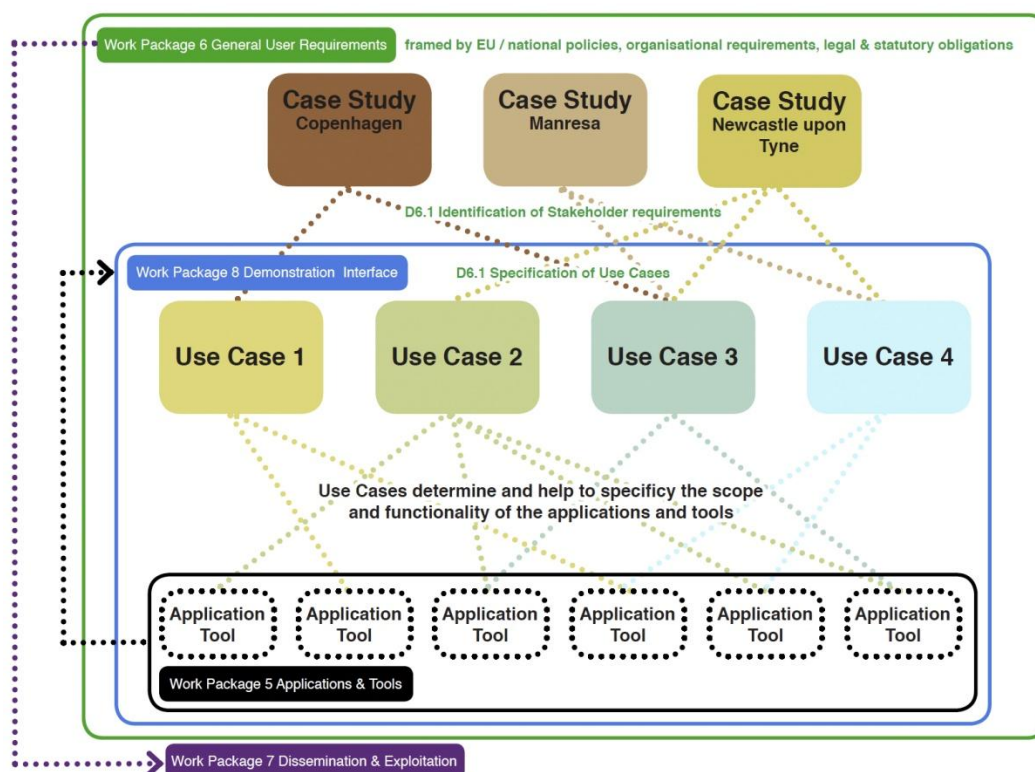 Work Package 6 General User Requirements
framed by EU / national policies, organisational requirements, legal & statutory obligations
Case Study
Copenhagen
Case Study
Manresa
Case Study
Newcastle upon
Tyne
D6.1 Identification of Stakeholder requirements
Work Package 8 Demonstration Interface
D6.1 Specification of Use Cases
Use Case 1
Use Case 2
Use Case 3
Use Case 4
Use Cases determine and help to specificy the scope
and functionality of the applications and tools
Application
Tool
Application
Tool
Application
Tool
Application
Tool
Application
Tool
Application
Tool
Work Package 5 Applications & Tools
Work Package 7 Dissemination & Exploitation